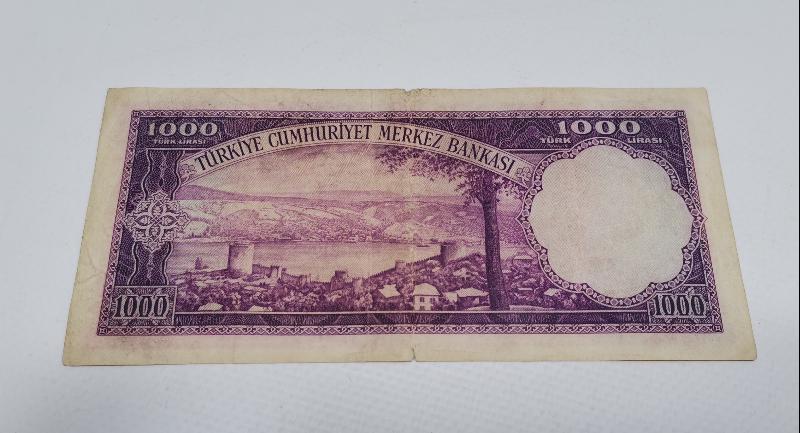 1000 1000
TÜRK LİRASI TÜRK LİRASI
TÜRKİYE CUMHURİYET MERKEZ BANKASI
1000 1000